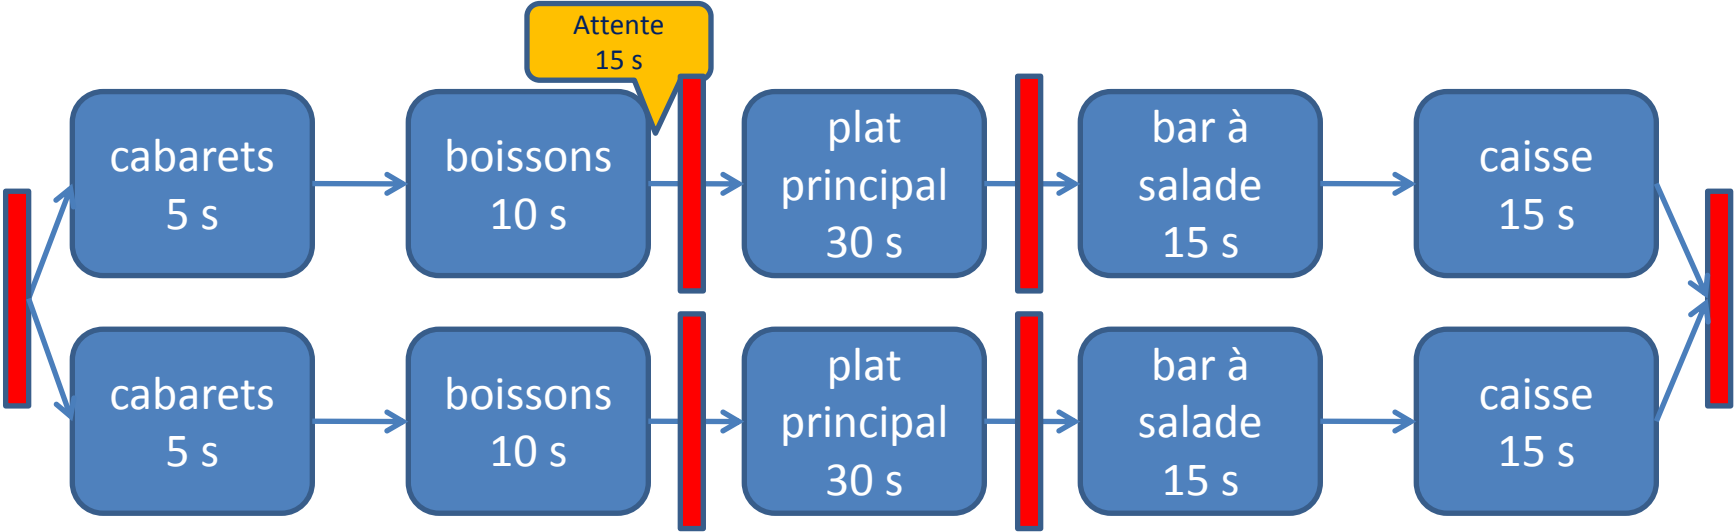 Attente
15 s
cabarets
5 s
boissons
10 s
plat
principal
30 s
bar à
salade
15 s
caisse
15 s
cabarets
5 s
boissons
10 s
plat
principal
30 s
bar à
salade
15 s
caisse
15 s